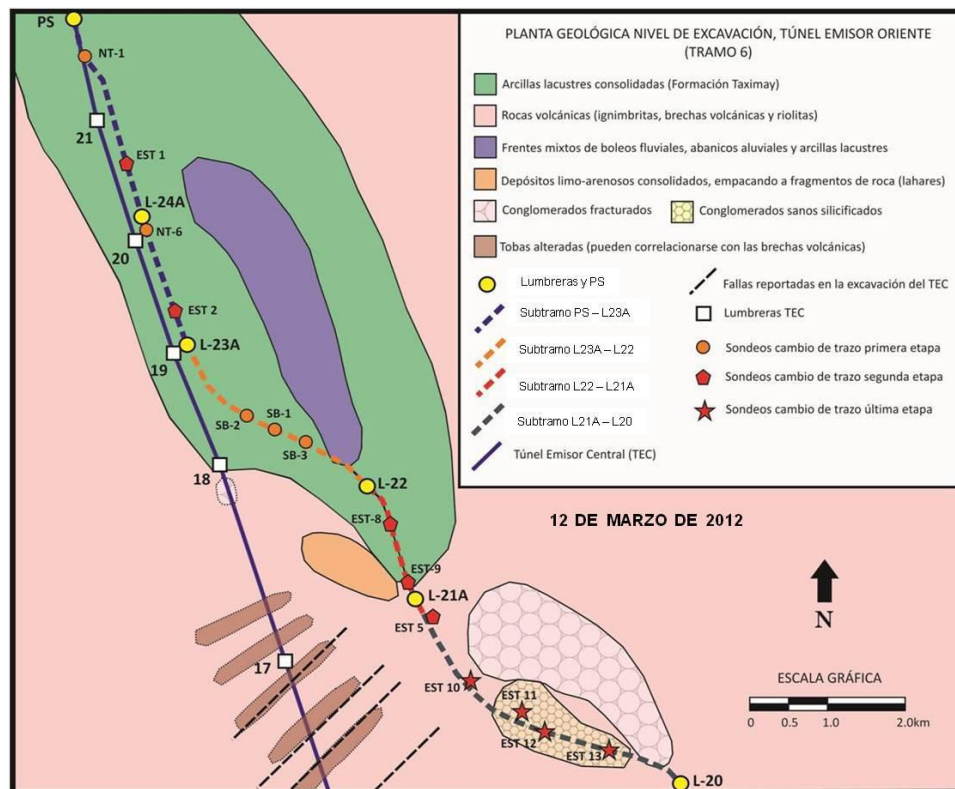 PLANTA GEOLÓGICA NIVEL DE EXCAVACIÓN, TÚNEL EMISOR ORIENTE
(TRAMO 6)
Arcillas lacustres consolidadas (Formación Taximay)
Rocas volcánicas (ignimbritas, brechas volcánicas y riolitas)
Frentes mixtos de boleos fluviales, abanicos aluviales y arcillas lacustres
Depósitos limo-arenosos consolidados, empacando a fragmentos de roca (lahares)
Conglomerados fracturados
Conglomerados sanos silicificados
Tobas alteradas (pueden correlacionarse con las brechas volcánicas)
Lumbreras y PS
Subtramo PS – L23A
Subtramo L23A – L22
Subtramo L22 – L21A
Subtramo L21A – L20
Túnel Emisor Central (TEC)
Fallas reportadas en la excavación del TEC
Lumbreras TEC
Sondeos cambio de trazo primera etapa
Sondeos cambio de trazo segunda etapa
Sondeos cambio de trazo última etapa
PS
NT-1
21
EST 1
L-24A
NT-6
20
EST 2
L-23A
19
SB-1
SB-2
SB-3
18
L-22
EST-8
12 DE MARZO DE 2012
EST-9
L-21A
EST 5
17
EST 10
EST 11
EST 12
EST 13
L-20
N
ESCALA GRÁFICA
0 0.5 1.0 2.0km